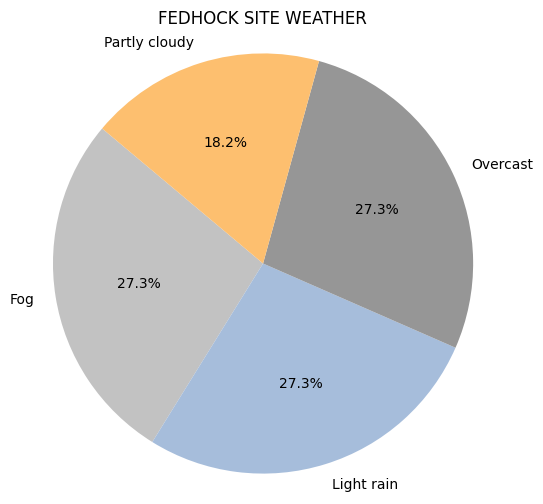 FEDHOCK SITE WEATHER
Partly cloudy
18.2%
Overcast
27.3%
Fog
27.3%
Light rain
27.3%